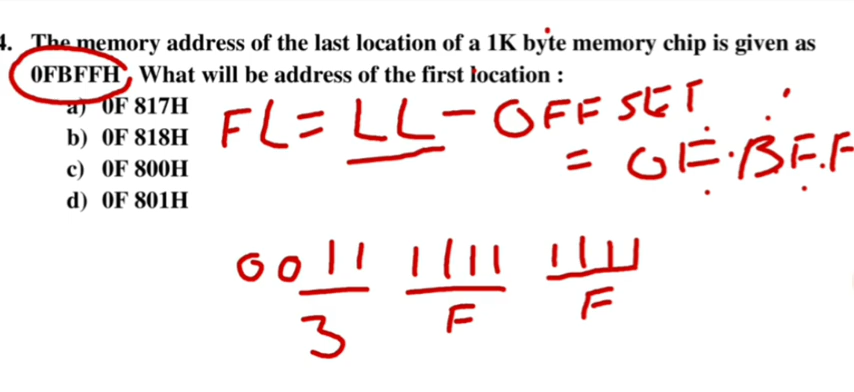 4. The memory address of the last location of a 1K byte memory chip is given as
0FBFFH, What will be address of the first location :
a) 0F 817H
b) 0F 818H
c) 0F 800H
d) 0F 801H
FL = LL - OFFSET
= OF.BF.F
0011 1111 1111
3 F F